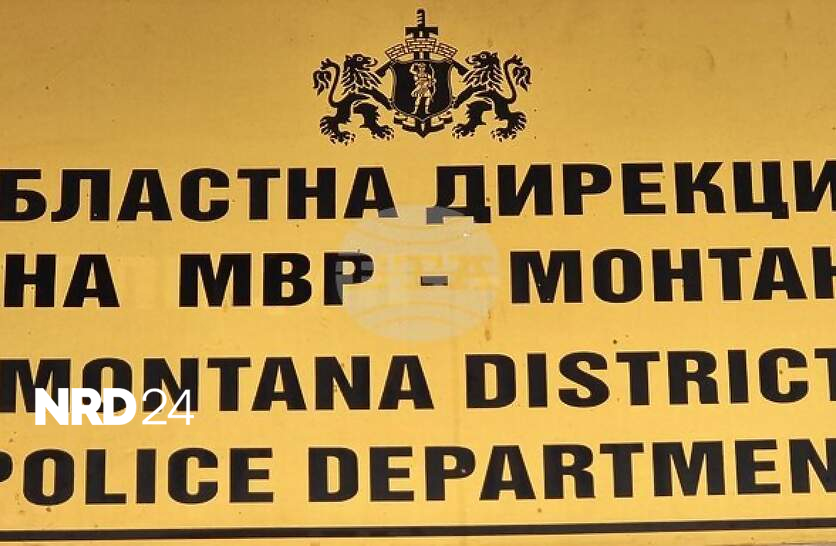 БЛАСТНА ДИРЕКЦИ
НА МВР - МОНТАН
MONTANA DISTRICT
POLICE DEPARTMEN
NRD24